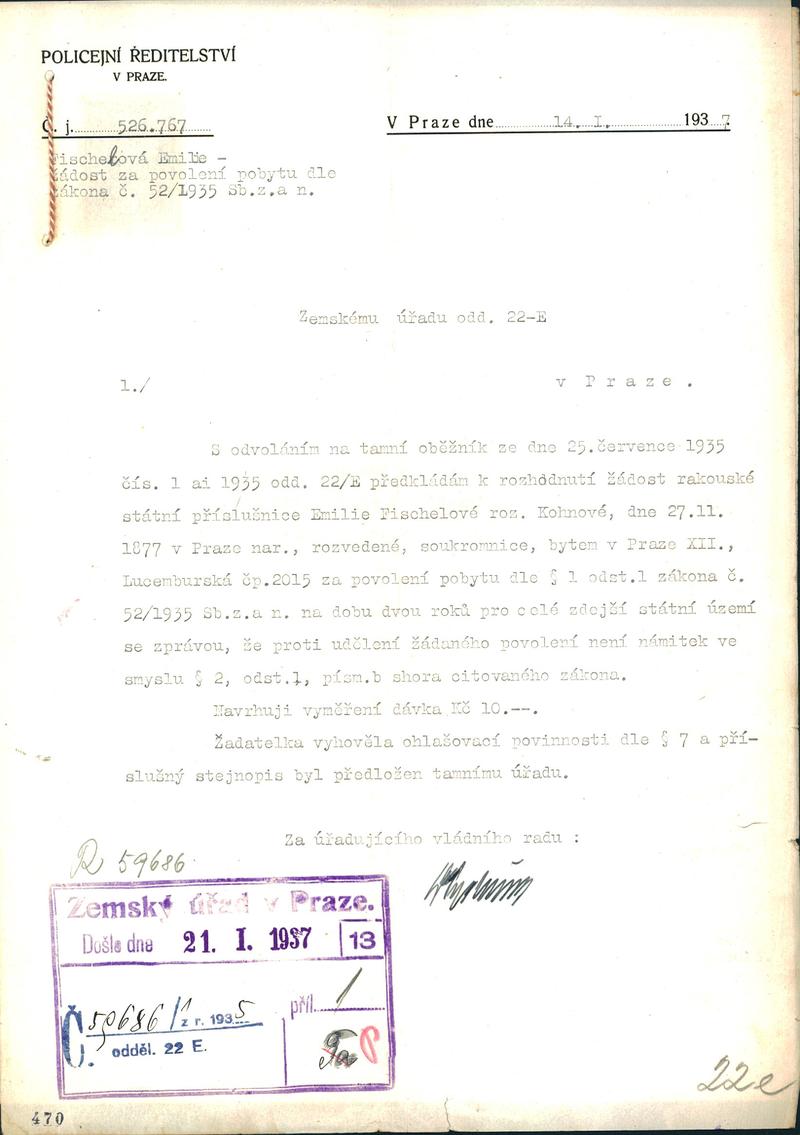 POLICEJNÍ ŘEDITELSTVÍ
V PRAZE.
Č. j. 526.767
V Praze dne 14. I. 1937
Fischelová Emilie –
žádost za povolení pobytu dle
zákona č. 52/1935 Sb.z.a n.
Zemskému úřadu odd. 22-E
1./
v Praze.
S odvoláním na tamní oběžník ze dne 25.července 1935
čís. 1 ai 1935 odd. 22/E předkládám k rozhodnutí žádost rakouské
státní příslušnice Emilie Fischelové roz. Kohnové, dne 27.11.
1877 v Praze nar., rozvedené, soukromnice, bytem v Praze XII.,
Lucemburská čp.2015 za povolení pobytu dle § 1 odst.1 zákona č.
52/1935 Sb.z.a n. na dobu dvou roků pro celé zdejší státní území
se zprávou, že proti udělení žádaného povolení není námitek ve
smyslu § 2, odst.1, písm.b shora citovaného zákona.
Navrhuji vyměření dávka Kč 10.--.
Žadatelka vyhověla ohlašovací povinnosti dle § 7 a pří-
slušný stejnopis byl předložen tamnímu úřadu.
Za úřadujícího vládního radu :
R 59686
Zemský úřad v Praze.
Došlo dne 21. I. 1937 13
Č. 59686/1 z r. 1935
odděl. 22 E.
příl. 1
22e
470